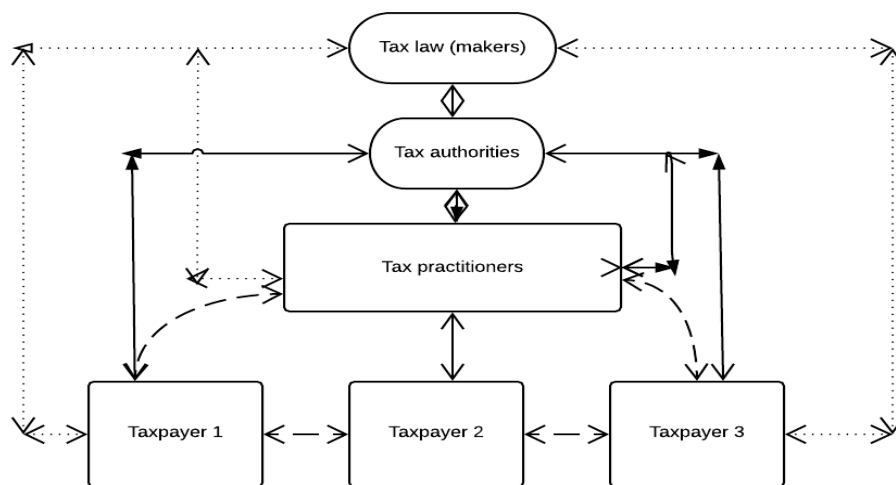 Tax law (makers)
Tax authorities
Tax practitioners
Taxpayer 1
Taxpayer 2
Taxpayer 3